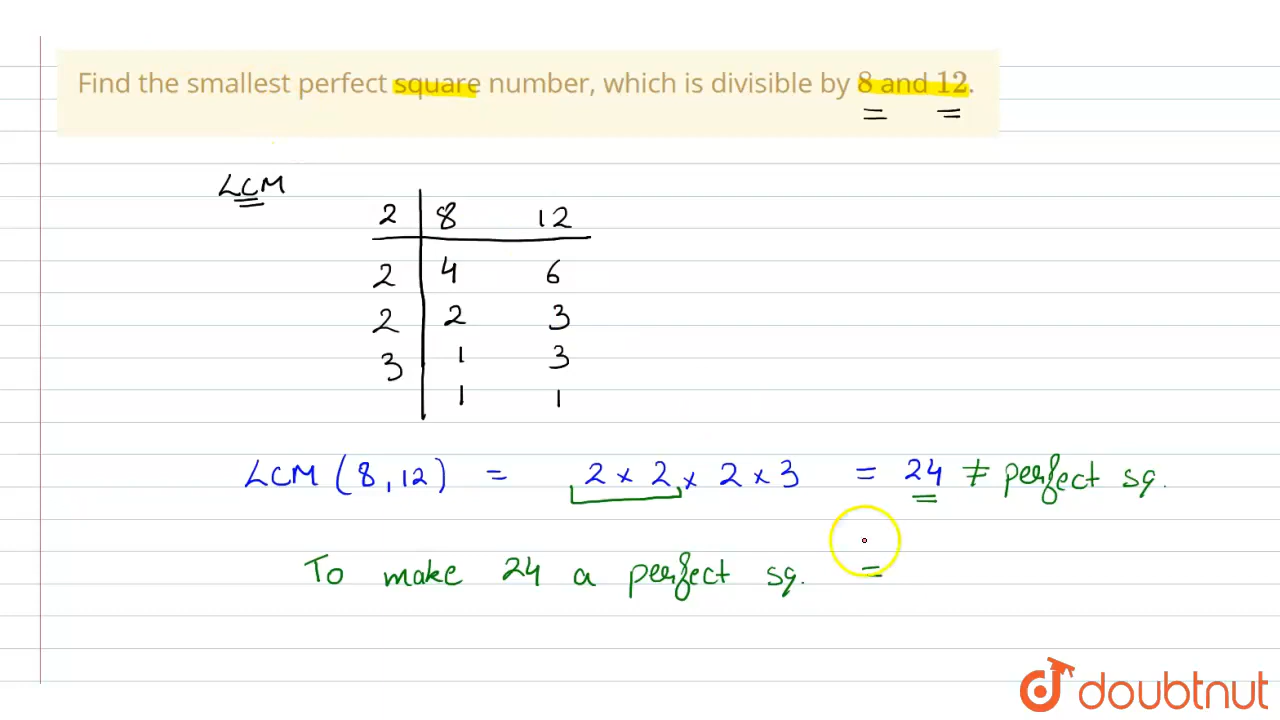 Find the smallest perfect square number, which is divisible by 8 and 12.
LCM
2 8 12
2 4 6
2 2 3
3 1 3
1 1
LCM (8,12) = 2 × 2 × 2 × 3 = 24 ≠ perfect sq.
To make 24 a perfect sq. =
doubtnut